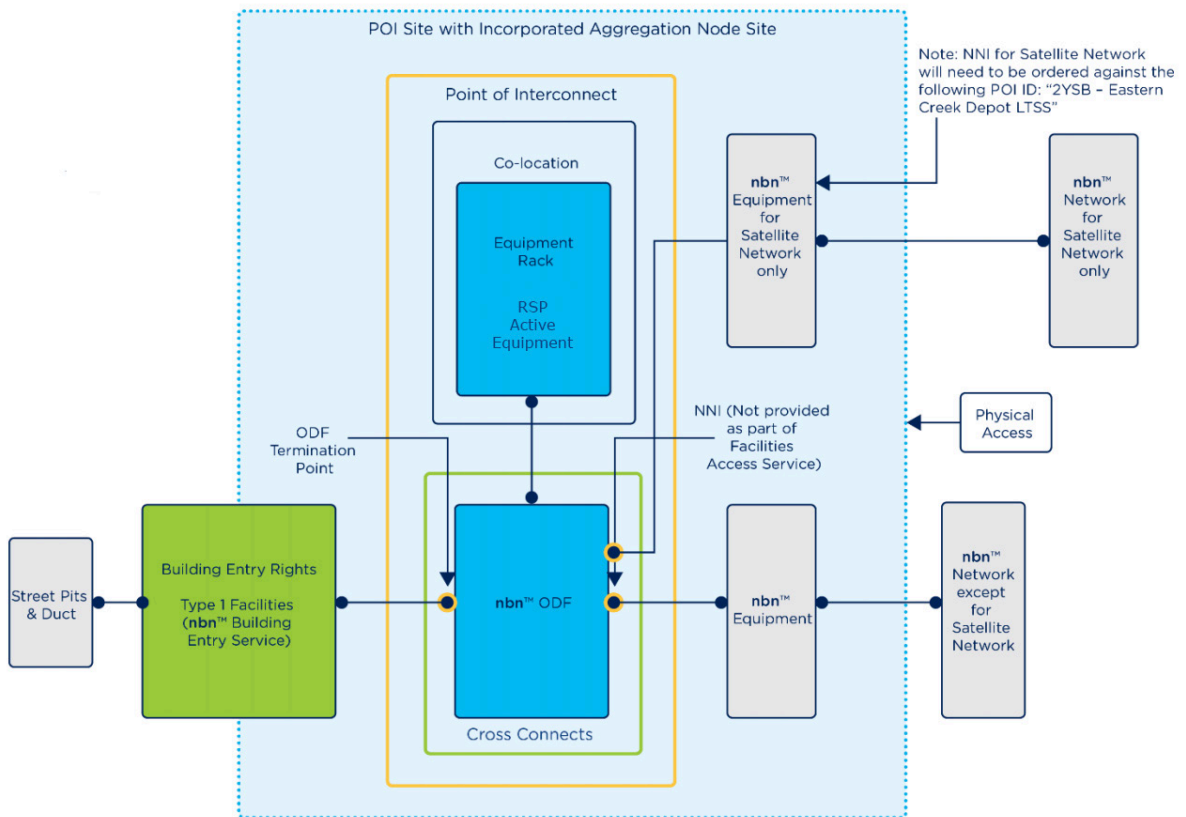 POI Site with Incorporated Aggregation Node Site
Note: NNI for Satellite Network
will need to be ordered against the
following POI ID: “2YSB – Eastern
Creek Depot LTSS”
Point of Interconnect
Co-location
Equipment
Rack
RSP
Active
Equipment
nbn™
Equipment
for
Satellite
Network
only
nbn™
Network
for
Satellite
Network
only
ODF
Termination
Point
NNI (Not provided
as part of
Facilities
Access Service)
Physical
Access
Street Pits
& Duct
Building Entry Rights
Type 1 Facilities
(nbn™ Building
Entry Service)
nbn™ ODF
Cross Connects
nbn™
Equipment
nbn™
Network
except
for
Satellite
Network